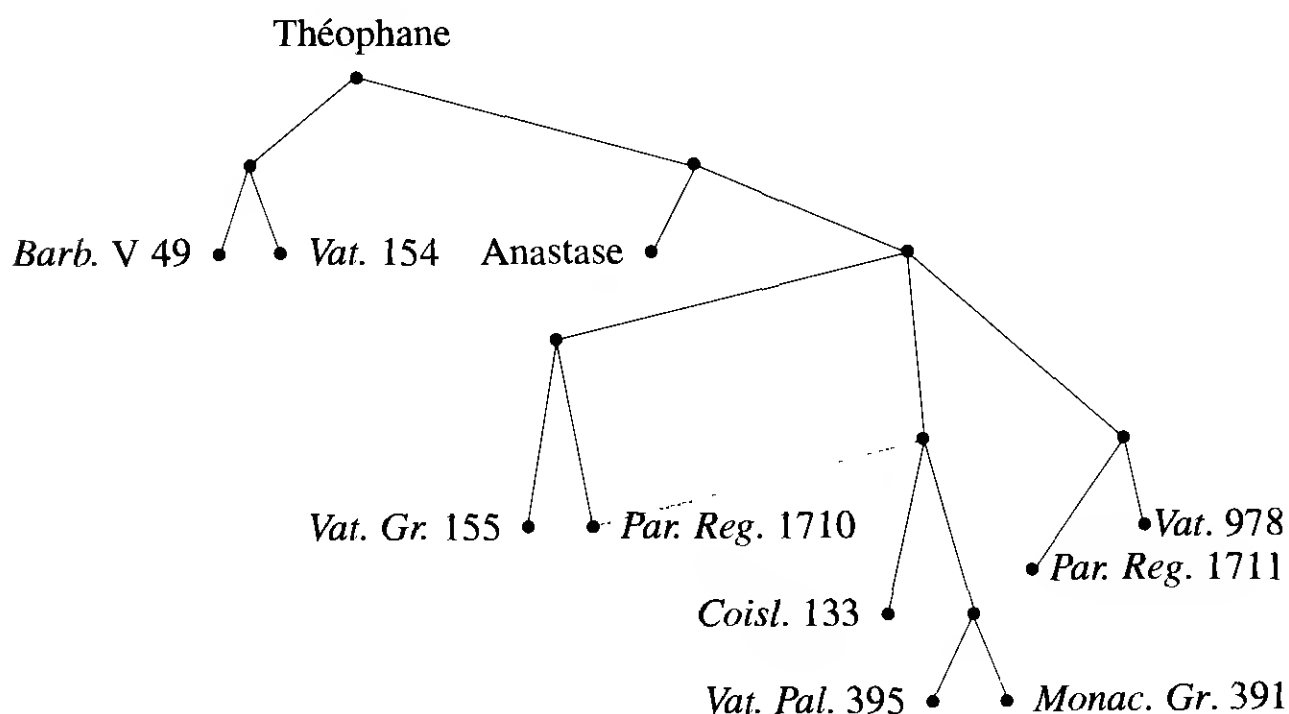 Théophane
Barb. V 49 Vat. 154 Anastase
Vat. Gr. 155 Par. Reg. 1710 Vat. 978
Par. Reg. 1711
Coisl. 133
Vat. Pal. 395 Monac. Gr. 391